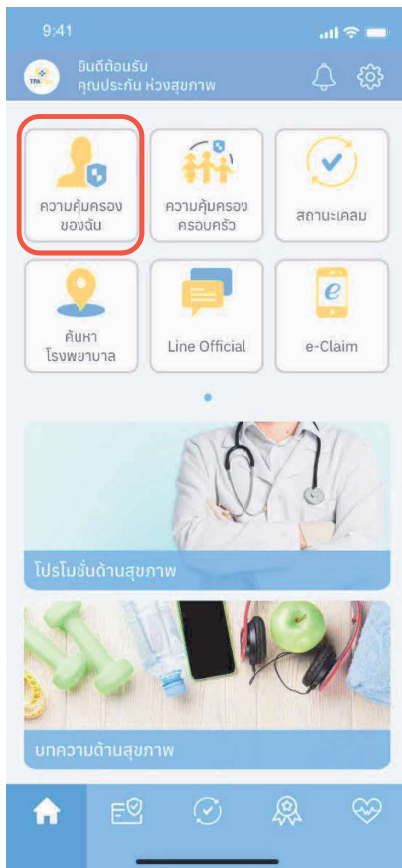 9:41
ยินดีต้อนรับ
TPA
คุณประกัน ห่วงสุขภาพ
ความคุ้มครอง
ของฉัน
ความคุ้มครอง
ครอบครัว
สถานะเคลม
ค้นหา
โรงพยาบาล
Line Official
e
e-Claim
โปรโมชั่นด้านสุขภาพ
บทความด้านสุขภาพ